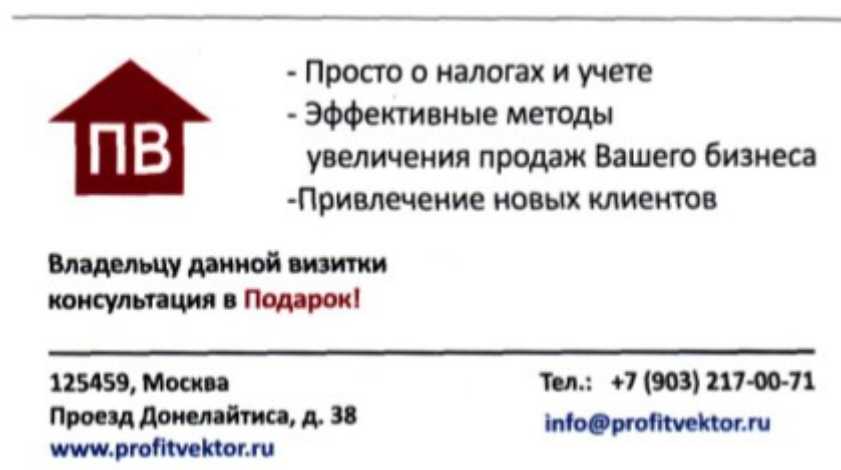 ПВ
- Просто о налогах и учете
- Эффективные методы
увеличения продаж Вашего бизнеса
-Привлечение новых клиентов
Владельцу данной визитки
консультация в Подарок!
125459, Москва
Проезд Донелайтиса, д. 38
www.profitvektor.ru
Тел.: +7 (903) 217-00-71
info@profitvektor.ru